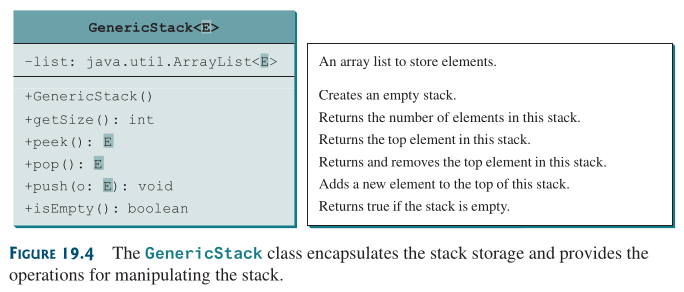 GenericStack<E>
-list: java.util.ArrayList<E>
An array list to store elements.
+GenericStack()
Creates an empty stack.
+getSize(): int
Returns the number of elements in this stack.
+peek(): E
Returns the top element in this stack.
+pop(): E
Returns and removes the top element in this stack.
+push(o: E): void
Adds a new element to the top of this stack.
+isEmpty(): boolean
Returns true if the stack is empty.
FIGURE 19.4 The GenericStack class encapsulates the stack storage and provides the
operations for manipulating the stack.